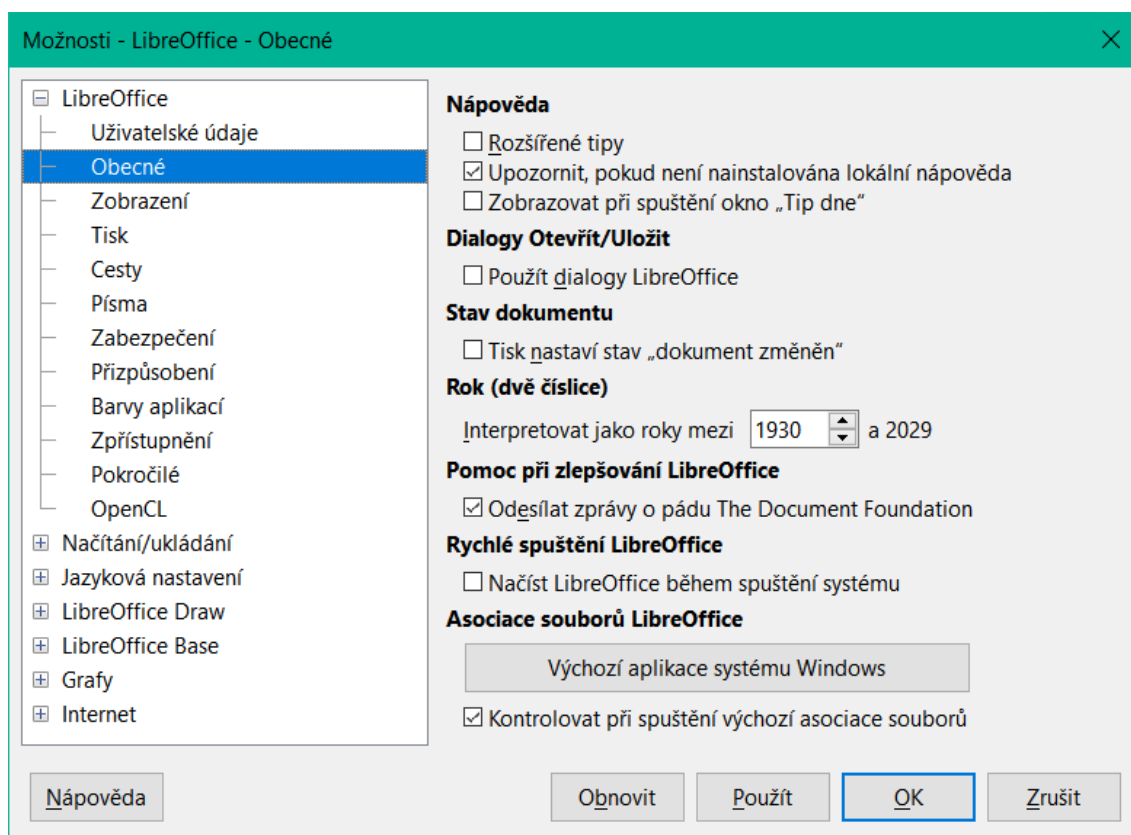 Možnosti - LibreOffice - Obecné
LibreOffice
Uživatelské údaje
Obecné
Zobrazení
Tisk
Cesty
Písma
Zabezpečení
Přizpůsobení
Barvy aplikací
Zpřístupnění
Pokročilé
OpenCL
Načítání/ukládání
Jazyková nastavení
LibreOffice Draw
LibreOffice Base
Grafy
Internet
Nápověda
Rozšířené tipy
Upozornit, pokud není nainstalována lokální nápověda
Zobrazovat při spuštění okno „Tip dne“
Dialogy Otevřít/Uložit
Použít dialogy LibreOffice
Stav dokumentu
Tisk nastaví stav „dokument změněn“
Rok (dvě číslice)
Interpretovat jako roky mezi 1930 a 2029
Pomoc při zlepšování LibreOffice
Odesílat zprávy o pádu The Document Foundation
Rychlé spuštění LibreOffice
Načíst LibreOffice během spuštění systému
Asociace souborů LibreOffice
Výchozí aplikace systému Windows
Kontrolovat při spuštění výchozí asociace souborů
Nápověda Obnovit Použít OK Zrušit